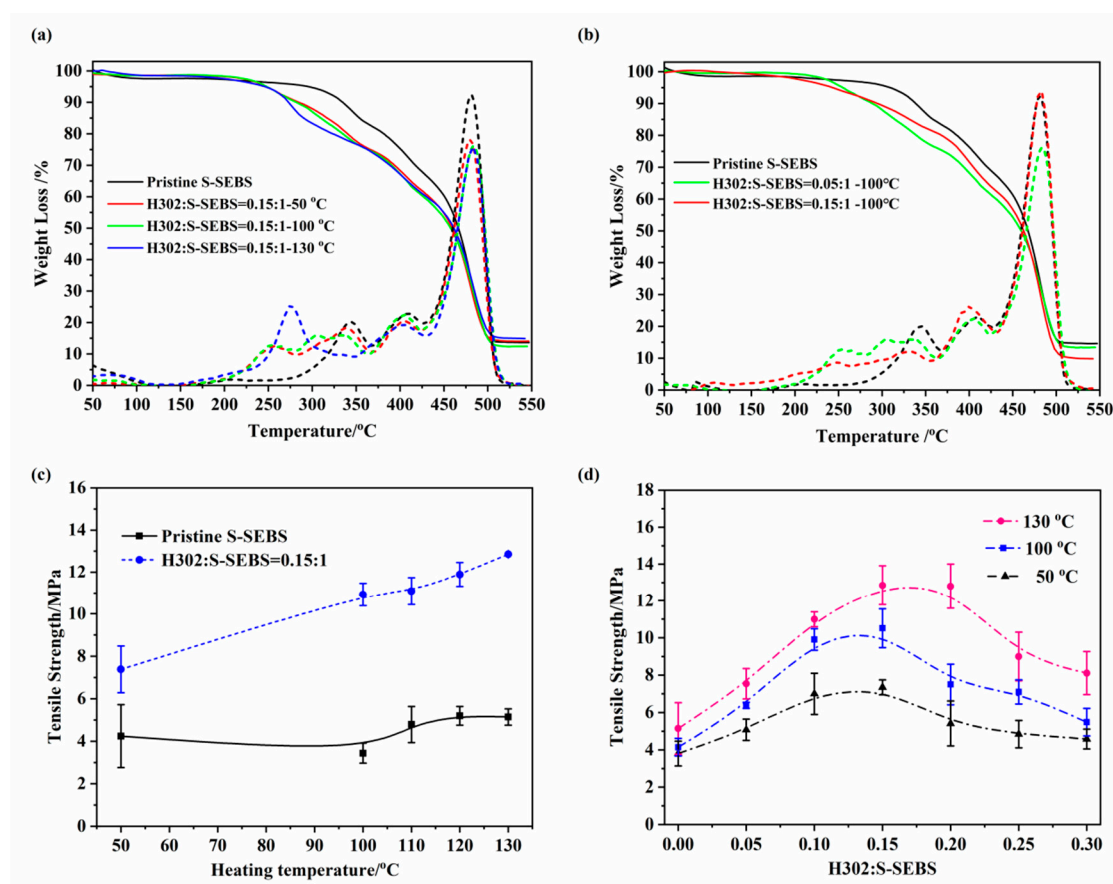 (a)
100
90
80
70
60
50
40
30
20
10
0
Weight Loss/%
Pristine S-SEBS
H302:S-SEBS=0.15:1-50 °C
H302:S-SEBS=0.15:1-100 °C
H302:S-SEBS=0.15:1-130 °C
50 100 150 200 250 300 350 400 450 500 550
Temperature/°C
(b)
100
90
80
70
60
50
40
30
20
10
0
Weight Loss/%
Pristine S-SEBS
H302:S-SEBS=0.05:1 -100℃
H302:S-SEBS=0.15:1 -100℃
50 100 150 200 250 300 350 400 450 500 550
Temperature /°C
(c)
16
14
12
10
8
6
4
2
0
Tensile Strength/MPa
Pristine S-SEBS
H302:S-SEBS=0.15:1
50 60 70 80 90 100 110 120 130
Heating temperature/°C
(d)
18
16
14
12
10
8
6
4
2
0
Tensile Strength/MPa
130 °C
100 °C
50 °C
0.00 0.05 0.10 0.15 0.20 0.25 0.30
H302:S-SEBS